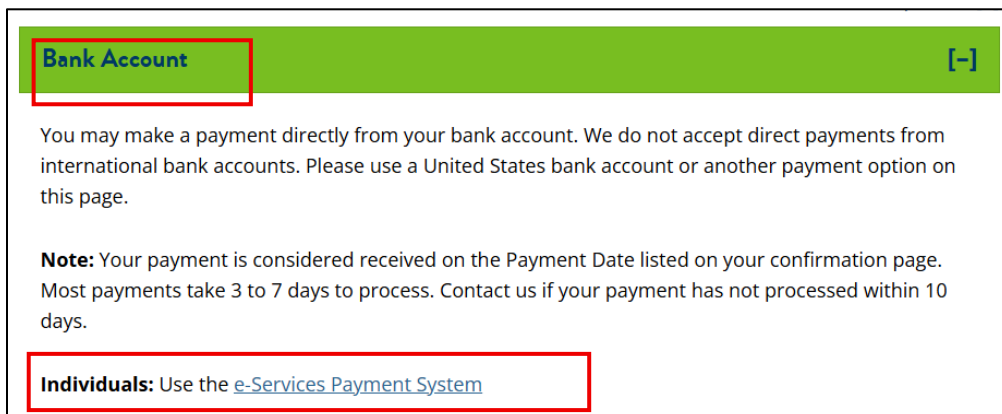 Bank Account [–]
You may make a payment directly from your bank account. We do not accept direct payments from
international bank accounts. Please use a United States bank account or another payment option on
this page.
Note: Your payment is considered received on the Payment Date listed on your confirmation page.
Most payments take 3 to 7 days to process. Contact us if your payment has not processed within 10
days.
Individuals: Use the e-Services Payment System